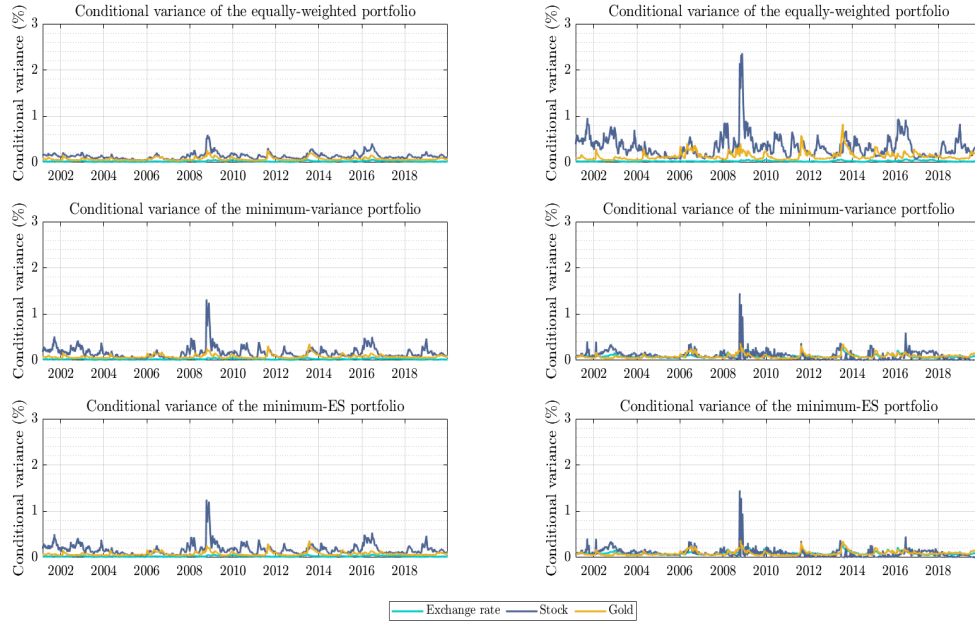 Conditional variance of the equally-weighted portfolio
Conditional variance (%)
3
2
1
0
2002 2004 2006 2008 2010 2012 2014 2016 2018
Conditional variance of the equally-weighted portfolio
Conditional variance (%)
3
2
1
0
2002 2004 2006 2008 2010 2012 2014 2016 2018
Conditional variance of the minimum-variance portfolio
Conditional variance (%)
3
2
1
0
2002 2004 2006 2008 2010 2012 2014 2016 2018
Conditional variance of the minimum-variance portfolio
Conditional variance (%)
3
2
1
0
2002 2004 2006 2008 2010 2012 2014 2016 2018
Conditional variance of the minimum-ES portfolio
Conditional variance (%)
3
2
1
0
2002 2004 2006 2008 2010 2012 2014 2016 2018
Conditional variance of the minimum-ES portfolio
Conditional variance (%)
3
2
1
0
2002 2004 2006 2008 2010 2012 2014 2016 2018
Exchange rate Stock Gold